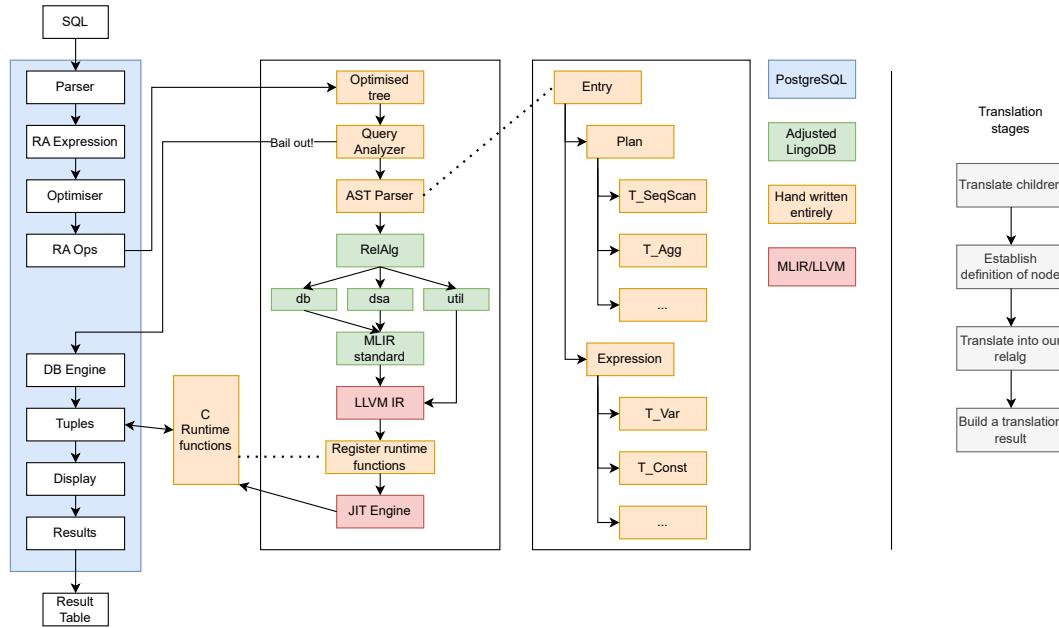 SQL
Parser
RA Expression
Optimiser
RA Ops
DB Engine
Tuples
Display
Results
Result
Table
C
Runtime
functions
Optimised
tree
Bail out!
Query
Analyzer
AST Parser
RelAlg
db
dsa
util
MLIR
standard
LLVM IR
Register runtime
functions
JIT Engine
Entry
Plan
T_SeqScan
T_Agg
...
Expression
T_Var
T_Const
...
PostgreSQL
Adjusted
LingoDB
Hand written
entirely
MLIR/LLVM
Translation
stages
Translate children
Establish
definition of node
Translate into our
relalg
Build a translation
result